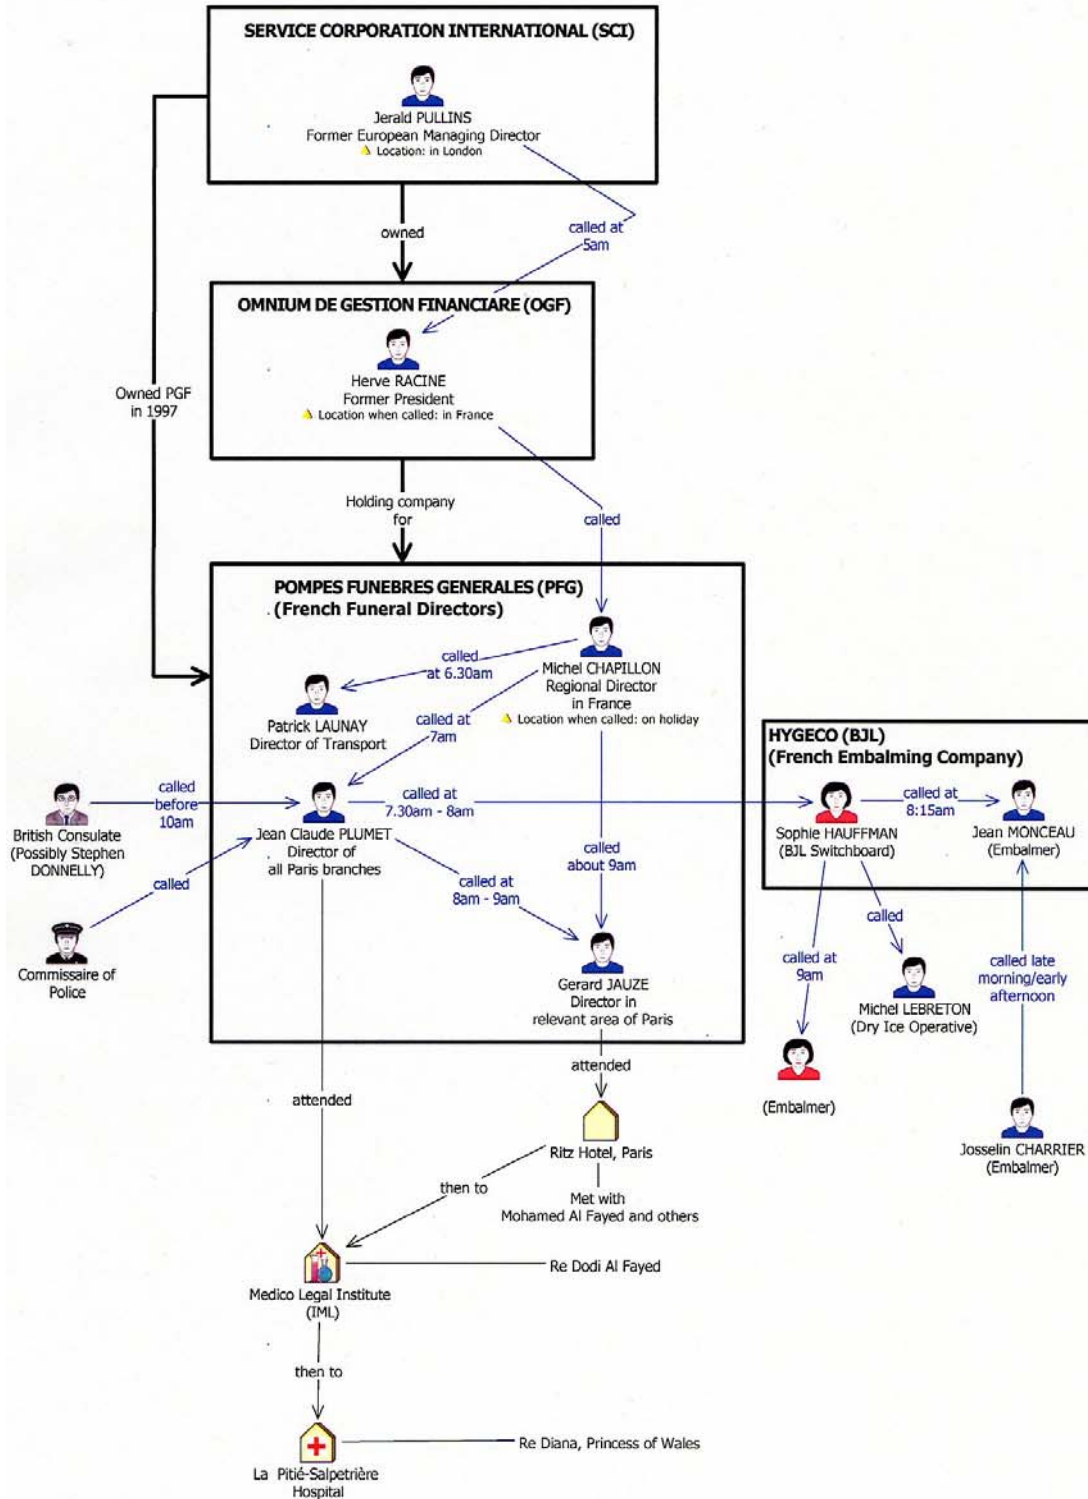 SERVICE CORPORATION INTERNATIONAL (SCI)
Jerald PULLINS
Former European Managing Director
Location: in London
owned
called at
5am
OMNIUM DE GESTION FINANCIARE (OGF)
Herve RACINE
Former President
Location when called: in France
Owned PGF
in 1997
Holding company
for
called
POMPES FUNEBRES GENERALES (PFG)
(French Funeral Directors)
called
at 6.30am
Michel CHAPILLON
Regional Director
in France
Location when called: on holiday
Patrick LAUNAY
Director of Transport
called at
7am
HYGECO (BJL)
(French Embalming Company)
called
before
10am
called at
7.30am - 8am
called at
8:15am
British Consulate
(Possibly Stephen
DONNELLY)
Jean Claude PLUMET
Director of
all Paris branches
Sophie HAUFFMAN
(BJL Switchboard)
Jean MONCEAU
(Embalmer)
called
called at
8am - 9am
called
about 9am
called
called at
9am
called late
morning/early
afternoon
Commissaire of
Police
Gerard JAUZE
Director in
relevant area of Paris
Michel LEBRETON
(Dry Ice Operative)
attended
attended
(Embalmer)
Josselin CHARRIER
(Embalmer)
Ritz Hotel, Paris
then to
Met with
Mohamed Al Fayed and others
Medico Legal Institute
(IML)
Re Dodi Al Fayed
then to
La Pitié-Salpetrière
Hospital
Re Diana, Princess of Wales